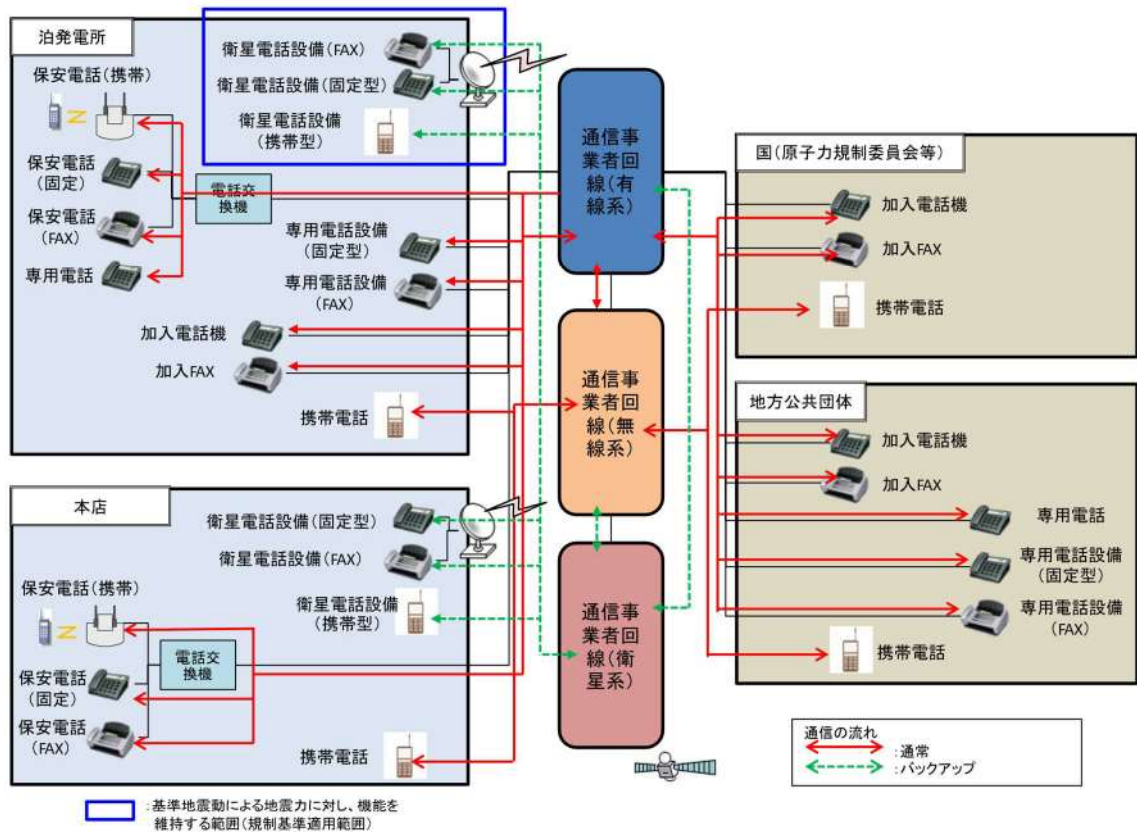 泊発電所
衛星電話設備(FAX)
衛星電話設備(固定型)
衛星電話設備
(携帯型)
保安電話(携帯)
保安電話
(固定)
保安電話
(FAX)
専用電話
電話交
換機
専用電話設備
(固定型)
専用電話設備
(FAX)
加入電話機
加入FAX
携帯電話
本店
衛星電話設備(固定型)
衛星電話設備(FAX)
衛星電話設備
(携帯型)
保安電話(携帯)
保安電話
(固定)
保安電話
(FAX)
電話交
換機
携帯電話
通信事
業者回
線(有
線系)
通信事
業者回
線(無
線系)
通信事
業者回
線(衛
星系)
国(原子力規制委員会等)
加入電話機
加入FAX
携帯電話
地方公共団体
加入電話機
加入FAX
専用電話
専用電話設備
(固定型)
専用電話設備
(FAX)
携帯電話
通信の流れ
:通常
:バックアップ
:基準地震動による地震力に対し、機能を
維持する範囲(規制基準適用範囲)